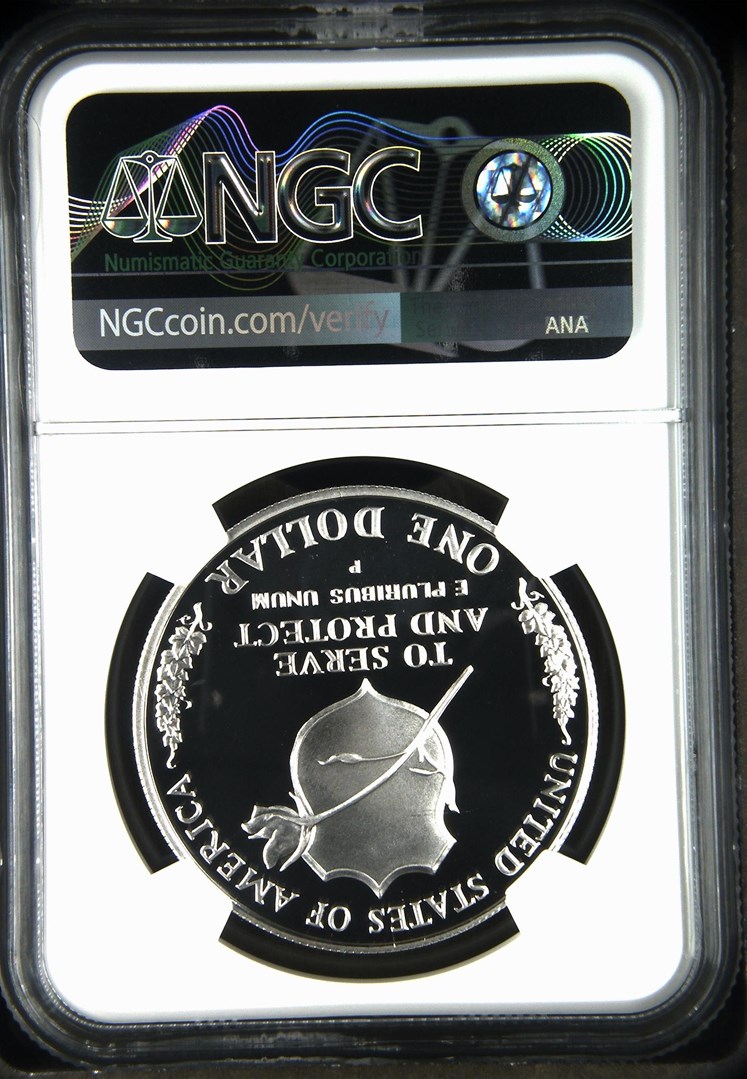 NGC
Numismatic Guaranty Corporation
NGCcoin.com/verify
ANA
UNITED STATES OF AMERICA
TO SERVE
AND PROTECT
E PLURIBUS UNUM
P
ONE DOLLAR